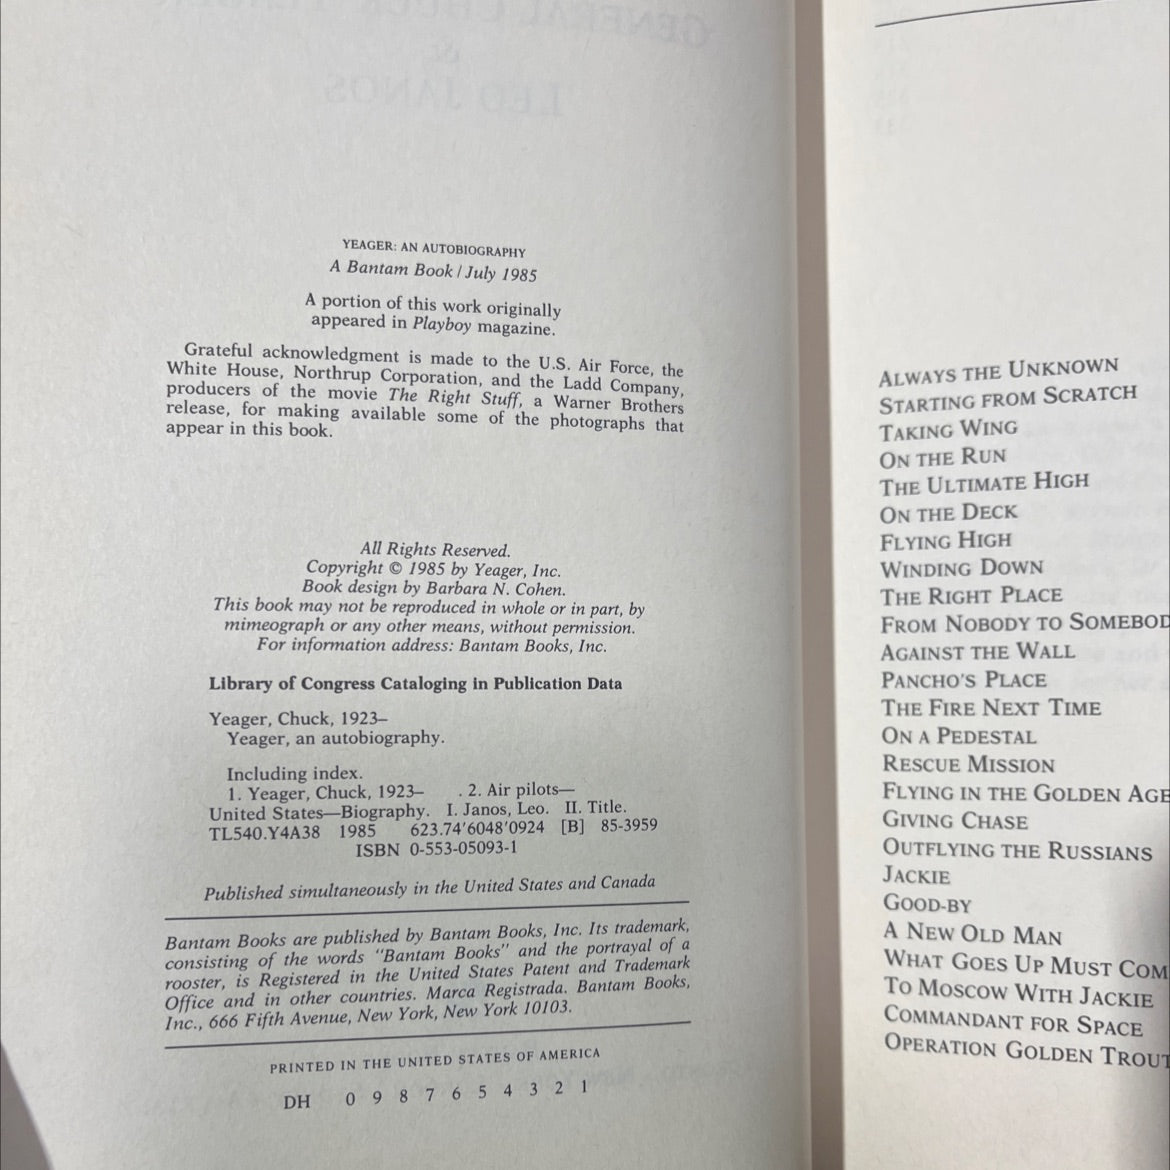 YEAGER: AN AUTOBIOGRAPHY
A Bantam Book / July 1985
A portion of this work originally
appeared in Playboy magazine.
Grateful acknowledgment is made to the U.S. Air Force, the
White House, Northrup Corporation, and the Ladd Company,
producers of the movie The Right Stuff, a Warner Brothers
release, for making available some of the photographs that
appear in this book.
All Rights Reserved.
Copyright © 1985 by Yeager, Inc.
Book design by Barbara N. Cohen.
This book may not be reproduced in whole or in part, by
mimeograph or any other means, without permission.
For information address: Bantam Books, Inc.
Library of Congress Cataloging in Publication Data
Yeager, Chuck, 1923–
Yeager, an autobiography.
Including index.
1. Yeager, Chuck, 1923– . 2. Air pilots—
United States—Biography. I. Janos, Leo. II. Title.
TL540.Y4A38 1985 623.74'6048'0924 [B] 85-3959
ISBN 0-553-05093-1
Published simultaneously in the United States and Canada
Bantam Books are published by Bantam Books, Inc. Its trademark,
consisting of the words "Bantam Books" and the portrayal of a
rooster, is Registered in the United States Patent and Trademark
Office and in other countries. Marca Registrada. Bantam Books,
Inc., 666 Fifth Avenue, New York, New York 10103.
PRINTED IN THE UNITED STATES OF AMERICA
DH 0 9 8 7 6 5 4 3 2 1
ALWAYS THE UNKNOWN
STARTING FROM SCRATCH
TAKING WING
ON THE RUN
THE ULTIMATE HIGH
ON THE DECK
FLYING HIGH
WINDING DOWN
THE RIGHT PLACE
FROM NOBODY TO SOMEBOD
AGAINST THE WALL
PANCHO'S PLACE
THE FIRE NEXT TIME
ON A PEDESTAL
RESCUE MISSION
FLYING IN THE GOLDEN AGE
GIVING CHASE
OUTFLYING THE RUSSIANS
JACKIE
GOOD-BY
A NEW OLD MAN
WHAT GOES UP MUST COM
TO MOSCOW WITH JACKIE
COMMANDANT FOR SPACE
OPERATION GOLDEN TROUT